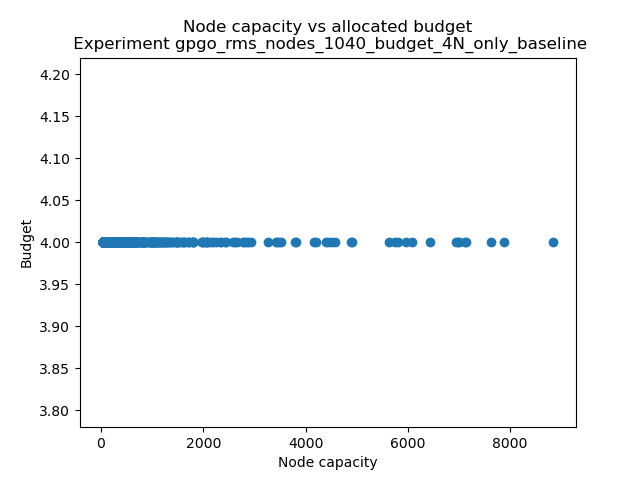 Node capacity vs allocated budget
Experiment gpgo_rms_nodes_1040_budget_4N_only_baseline
4.20
4.15
4.10
4.05
4.00
3.95
3.90
3.85
3.80
Budget
0 2000 4000 6000 8000
Node capacity